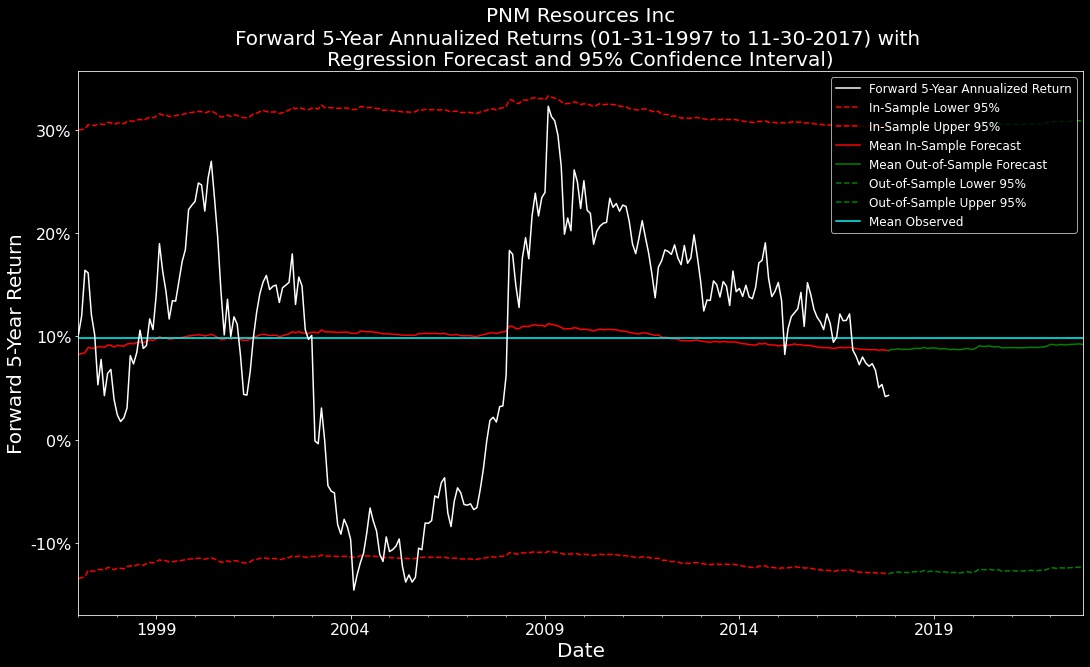 PNM Resources Inc
Forward 5-Year Annualized Returns (01-31-1997 to 11-30-2017) with
Regression Forecast and 95% Confidence Interval)
Forward 5-Year Annualized Return
In-Sample Lower 95%
In-Sample Upper 95%
Mean In-Sample Forecast
Mean Out-of-Sample Forecast
Out-of-Sample Lower 95%
Out-of-Sample Upper 95%
Mean Observed
Forward 5-Year Return
30%
20%
10%
0%
-10%
1999
2004
2009
2014
2019
Date